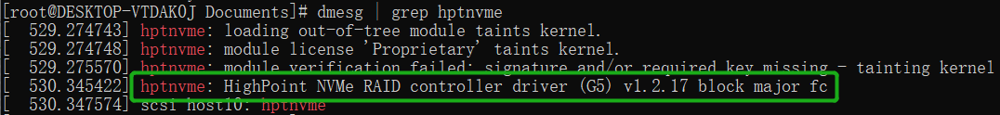 [root@DESKTOP-VTDAK0J Documents]# dmesg | grep hptnvme
[  529.274743] hptnvme: loading out-of-tree module taints kernel.
[  529.274748] hptnvme: module license 'Proprietary' taints kernel.
[  529.275570] hptnvme: module verification failed: signature and/or required key missing - tainting kernel
[  530.345422] hptnvme: HighPoint NVMe RAID controller driver (G5) v1.2.17 block major fc
[  530.347574] scsi host10: hptnvme